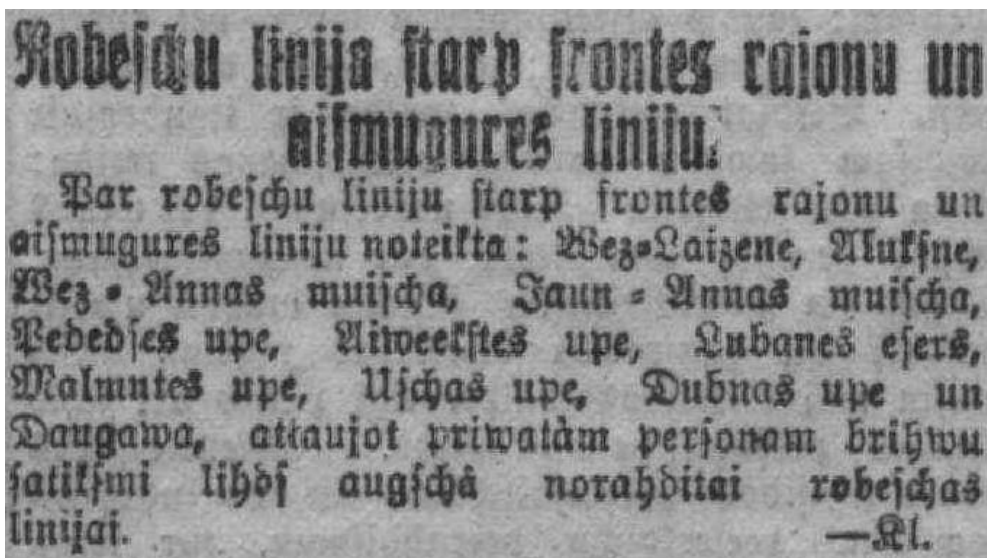 Robeſchu linija ſtarp frontes rajonu un
aiſmugures liniju.
Par robeſchu liniju ſtarp frontes rajonu un
aiſmugures liniju noteikta: Wez-Laizene, Alukſne,
Wez - Annas muiſcha, Jaun - Annas muiſcha,
Pededſes upe, Aiweekſtes upe, Lubanes eſers,
Malmutes upe, Uſchas upe, Dubnas upe un
Daugawa, attaujot priwatàm perſonam brihwu
ſatikſmi lihdſ augſchâ norahditai robeſchas
linijai. —Kl.